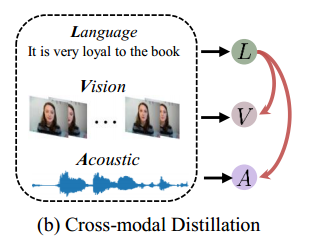 Language
It is very loyal to the book
L
Vision
...
V
Acoustic
A
(b) Cross-modal Distillation